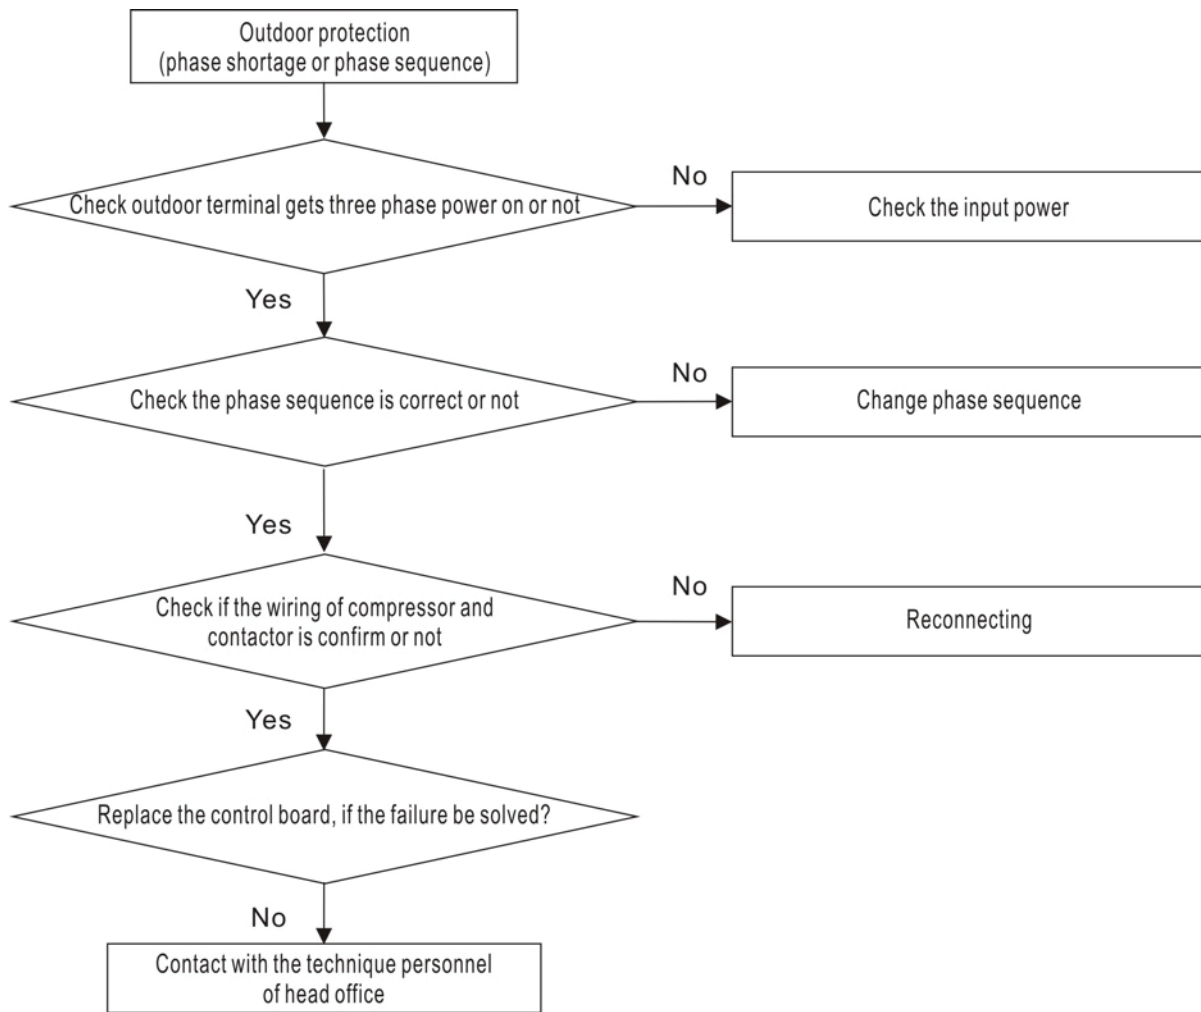 Outdoor protection
(phase shortage or phase sequence)
Check outdoor terminal gets three phase power on or not
No
Check the input power
Yes
Check the phase sequence is correct or not
No
Change phase sequence
Yes
Check if the wiring of compressor and
contactor is confirm or not
No
Reconnecting
Yes
Replace the control board, if the failure be solved?
No
Contact with the technique personnel
of head office